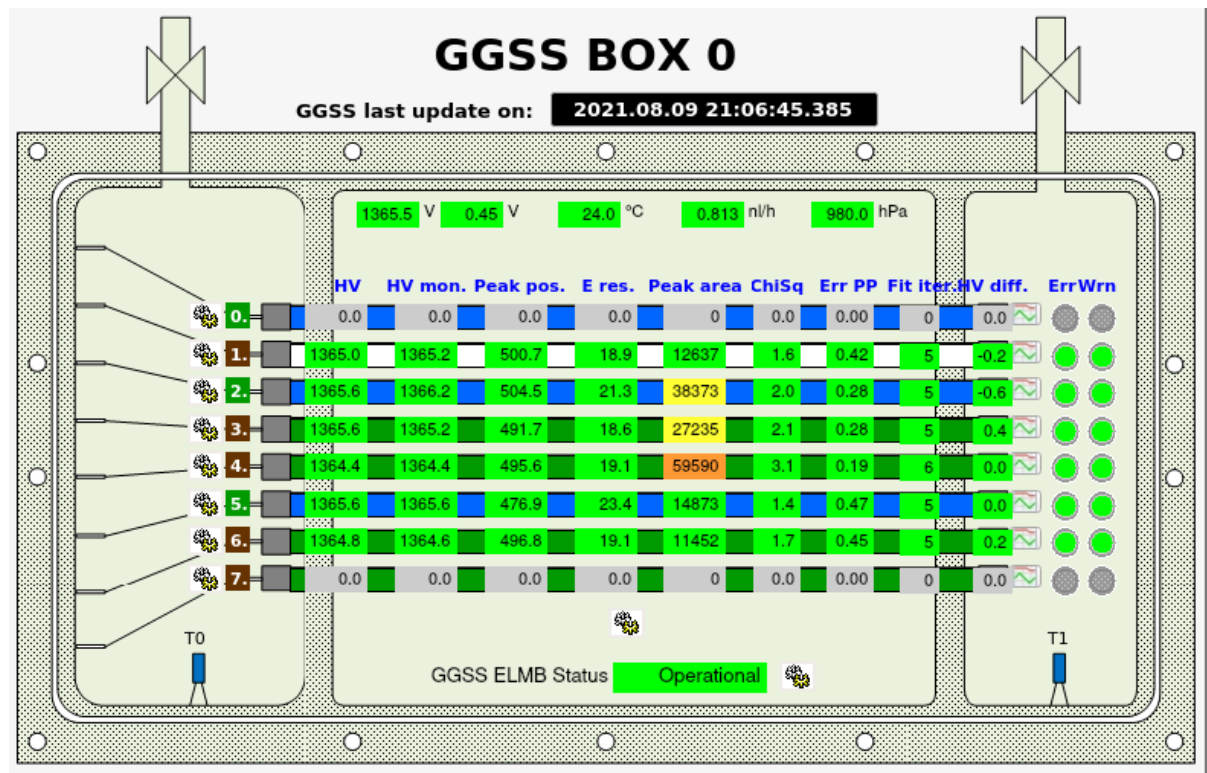 GGSS BOX 0
GGSS last update on: 2021.08.09 21:06:45.385
1365.5 V 0.45 V 24.0 °C 0.813 nl/h 980.0 hPa
HV HV mon. Peak pos. E res. Peak area ChiSq Err PP Fit iter. HV diff. Err Wrn
0. 0.0 0.0 0.0 0.0 0 0.0 0.00 0 0.0
1. 1365.0 1365.2 500.7 18.9 12637 1.6 0.42 5 -0.2
2. 1365.6 1366.2 504.5 21.3 38373 2.0 0.28 5 -0.6
3. 1365.6 1365.2 491.7 18.6 27235 2.1 0.28 5 0.4
4. 1364.4 1364.4 495.6 19.1 59590 3.1 0.19 6 0.0
5. 1365.6 1365.6 476.9 23.4 14873 1.4 0.47 5 0.0
6. 1364.8 1364.6 496.8 19.1 11452 1.7 0.45 5 0.2
7. 0.0 0.0 0.0 0.0 0 0.0 0.00 0 0.0
T0 T1
GGSS ELMB Status Operational